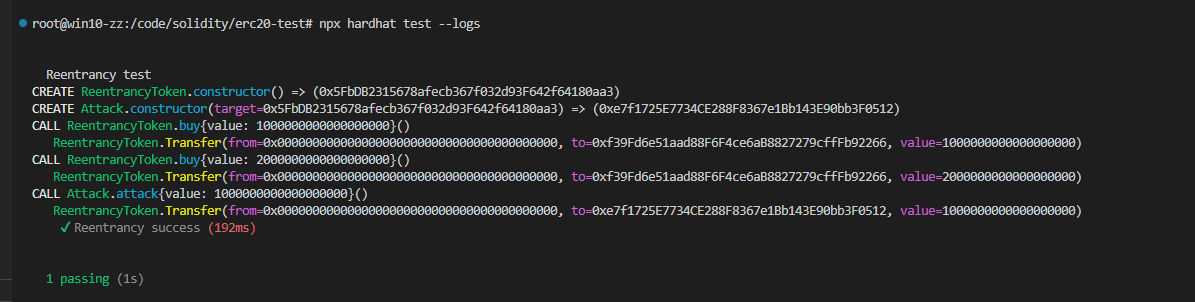 root@win10-zz:/code/solidity/erc20-test# npx hardhat test --logs
Reentrancy test
CREATE ReentrancyToken.constructor() => (0x5FbDB2315678afecb367f032d93F642f64180aa3)
CREATE Attack.constructor(target=0x5FbDB2315678afecb367f032d93F642f64180aa3) => (0xe7f1725E7734CE288F8367e1Bb143E90bb3F0512)
CALL ReentrancyToken.buy{value: 1000000000000000000}()
ReentrancyToken.Transfer(from=0x0000000000000000000000000000000000000000, to=0xf39Fd6e51aad88F6F4ce6aB8827279cffFb92266, value=1000000000000000000)
CALL ReentrancyToken.buy{value: 2000000000000000000}()
ReentrancyToken.Transfer(from=0x0000000000000000000000000000000000000000, to=0xf39Fd6e51aad88F6F4ce6aB8827279cffFb92266, value=2000000000000000000)
CALL Attack.attack{value: 1000000000000000000}()
ReentrancyToken.Transfer(from=0x0000000000000000000000000000000000000000, to=0xe7f1725E7734CE288F8367e1Bb143E90bb3F0512, value=1000000000000000000)
✓ Reentrancy success (192ms)
1 passing (1s)